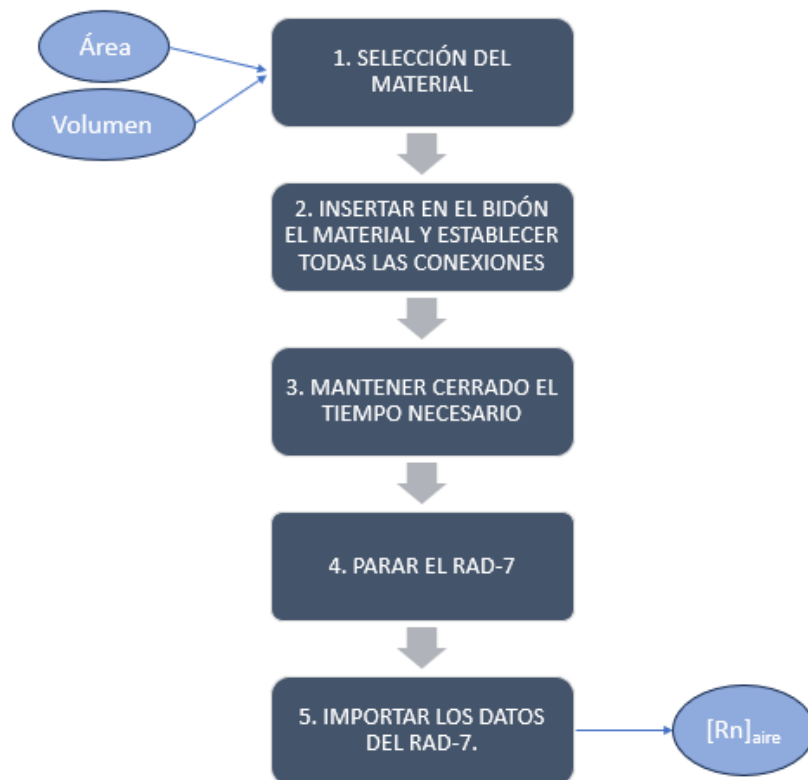 Área
Volumen
1. SELECCIÓN DEL
MATERIAL
2. INSERTAR EN EL BIDÓN
EL MATERIAL Y ESTABLECER
TODAS LAS CONEXIONES
3. MANTENER CERRADO EL
TIEMPO NECESARIO
4. PARAR EL RAD-7
5. IMPORTAR LOS DATOS
DEL RAD-7.
[Rn]aire